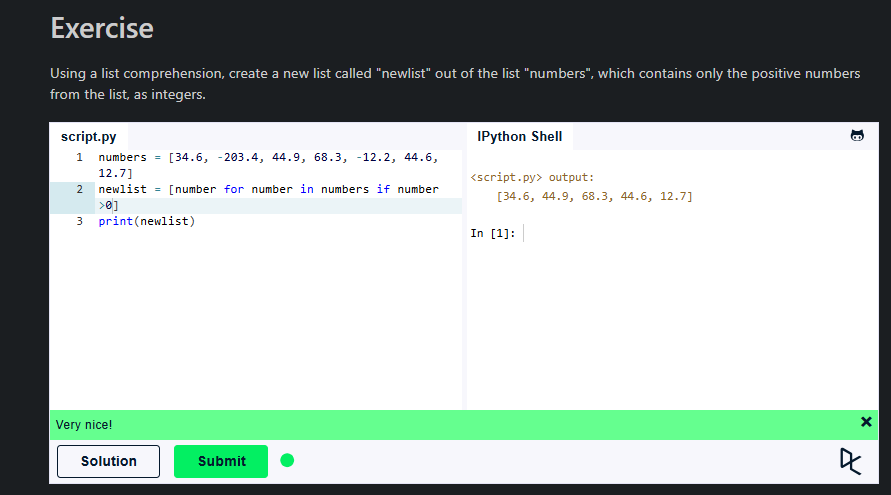 Exercise
Using a list comprehension, create a new list called "newlist" out of the list "numbers", which contains only the positive numbers
from the list, as integers.
script.py
IPython Shell
1 numbers = [34.6, -203.4, 44.9, 68.3, -12.2, 44.6,
12.7]
2 newlist = [number for number in numbers if number
>0]
3 print(newlist)
<script.py> output:
[34.6, 44.9, 68.3, 44.6, 12.7]
In [1]:
Very nice!
Solution
Submit